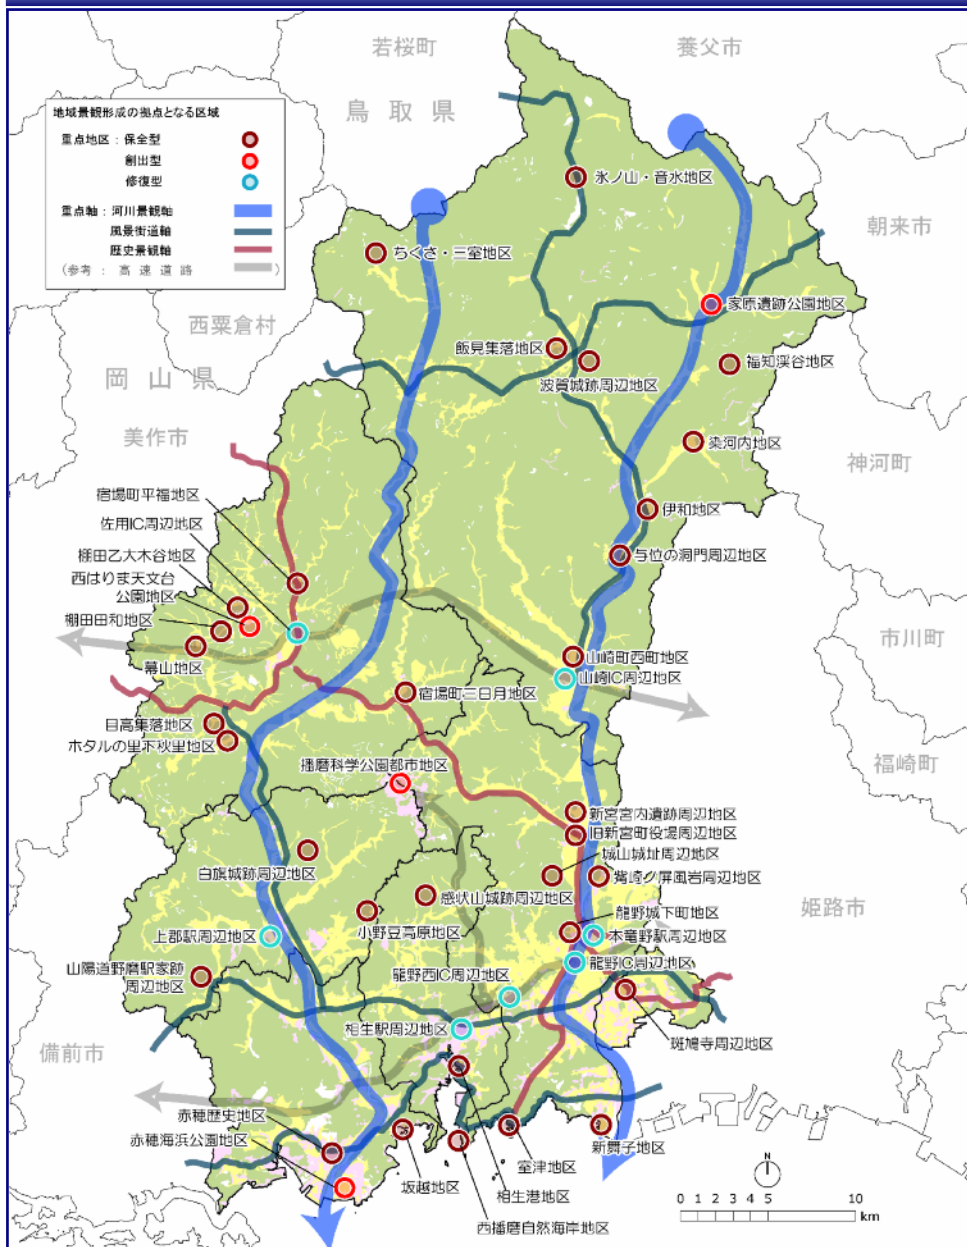 若桜町
養父市
鳥取県
地域景観形成の拠点となる区域
重点地区：保全型
創出型
修復型
重点軸：河川景観軸
風景街道軸
歴史景観軸
（参考：高速道路　　）
氷ノ山・音水地区
朝来市
ちくさ・三室地区
家原遺跡公園地区
西粟倉村
飯見集落地区
福知渓谷地区
波賀城跡周辺地区
岡山県
美作市
染河内地区
神河町
宿場町平福地区
伊和地区
佐用IC周辺地区
与位の洞門周辺地区
棚田乙大木谷地区
西はりま天文台
公園地区
棚田田和地区
市川町
幕山地区
山崎町西町地区
山崎IC周辺地区
宿場町三日月地区
目高集落地区
ホタルの里下秋里地区
福崎町
播磨科学公園都市地区
新宮宮内遺跡周辺地区
旧新宮町役場周辺地区
城山城址周辺地区
白旗城跡周辺地区
觜崎ノ屏風岩周辺地区
感状山城跡周辺地区
姫路市
小野豆高原地区
龍野城下町地区
上郡駅周辺地区
本竜野駅周辺地区
龍野IC周辺地区
山陽道野磨駅家跡
周辺地区
龍野西IC周辺地区
相生駅周辺地区
斑鳩寺周辺地区
備前市
赤穂歴史地区
赤穂海浜公園地区
坂越地区
室津地区
新舞子地区
相生港地区
西播磨自然海岸地区
N
0 1 2 3 4 5 10
km